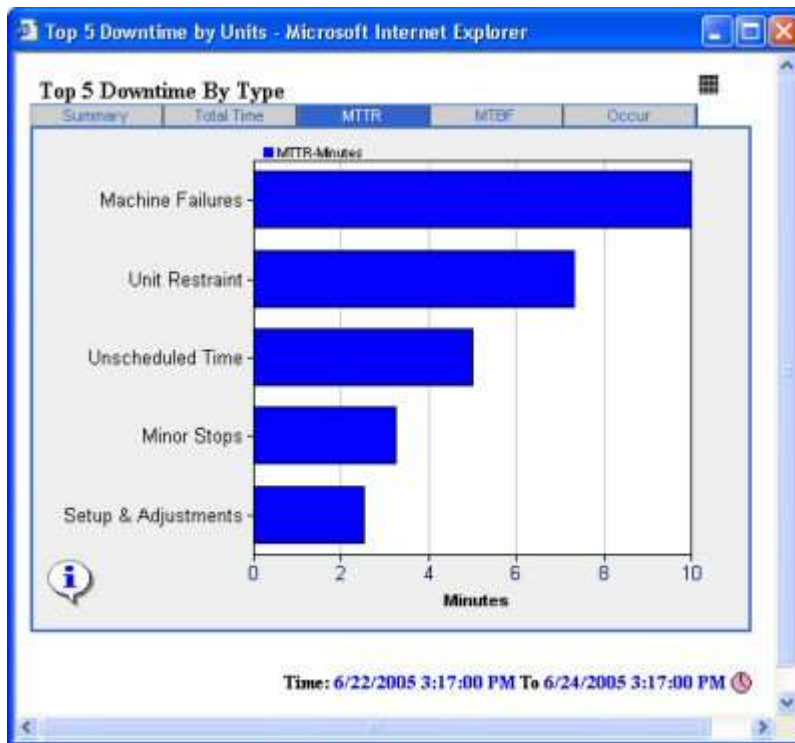 Top 5 Downtime by Units - Microsoft Internet Explorer
Top 5 Downtime By Type
Summary Total Time MTTR MTBF Occur
MTTR-Minutes
Machine Failures
Unit Restraint
Unscheduled Time
Minor Stops
Setup & Adjustments
0 2 4 6 8 10
Minutes
Time: 6/22/2005 3:17:00 PM To 6/24/2005 3:17:00 PM